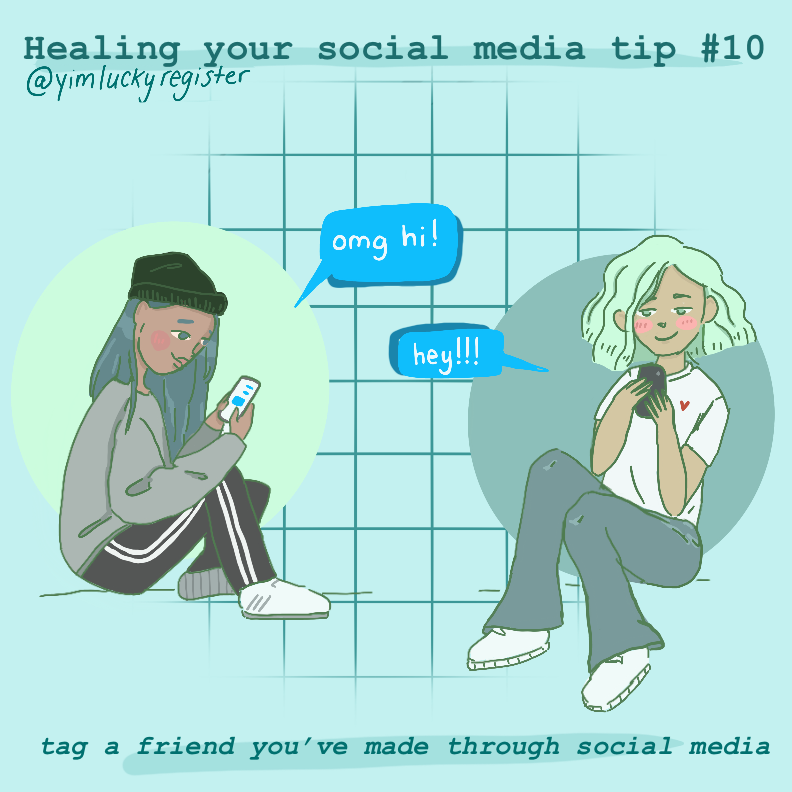 Healing your social media tip #10
@yimluckyregister
omg hi!
hey!!!
tag a friend you've made through social media